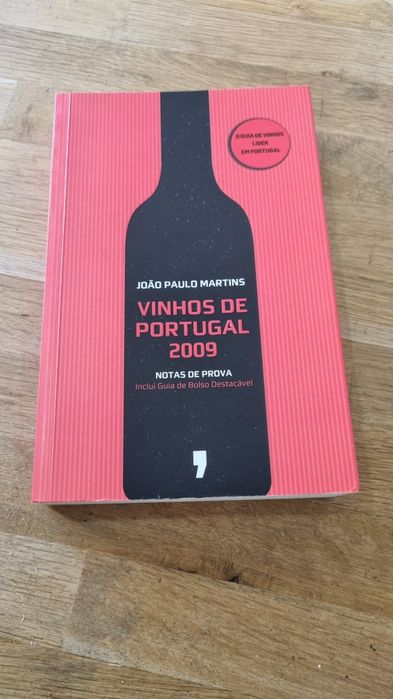 O GUIA DE VINHOS
LÍDER
EM PORTUGAL
JOÃO PAULO MARTINS
VINHOS DE
PORTUGAL
2009
NOTAS DE PROVA
Inclui Guia de Bolso Destacável